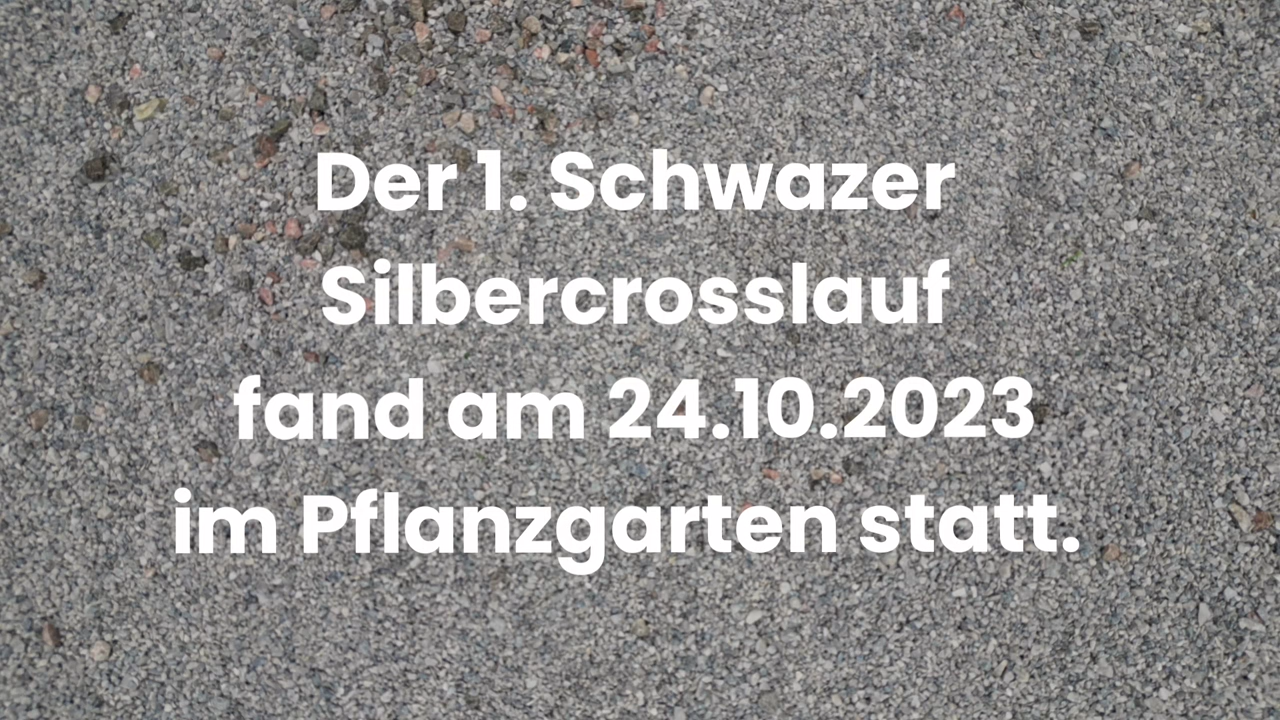 Der 1. Schwazer
Silbercrosslauf
fand am 24.10.2023
im Pflanzgarten statt.